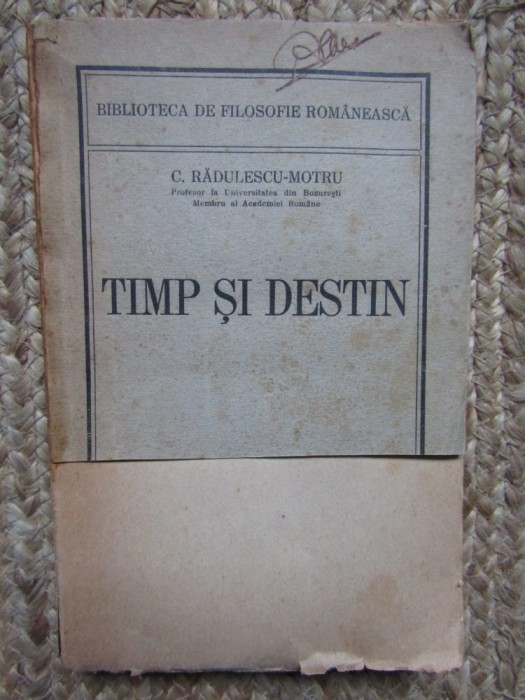 BIBLIOTECA DE FILOSOFIE ROMÂNEASCĂ
C. RĂDULESCU-MOTRU
Profesor la Universitatea din București
Membru al Academiei Române
TIMP ȘI DESTIN